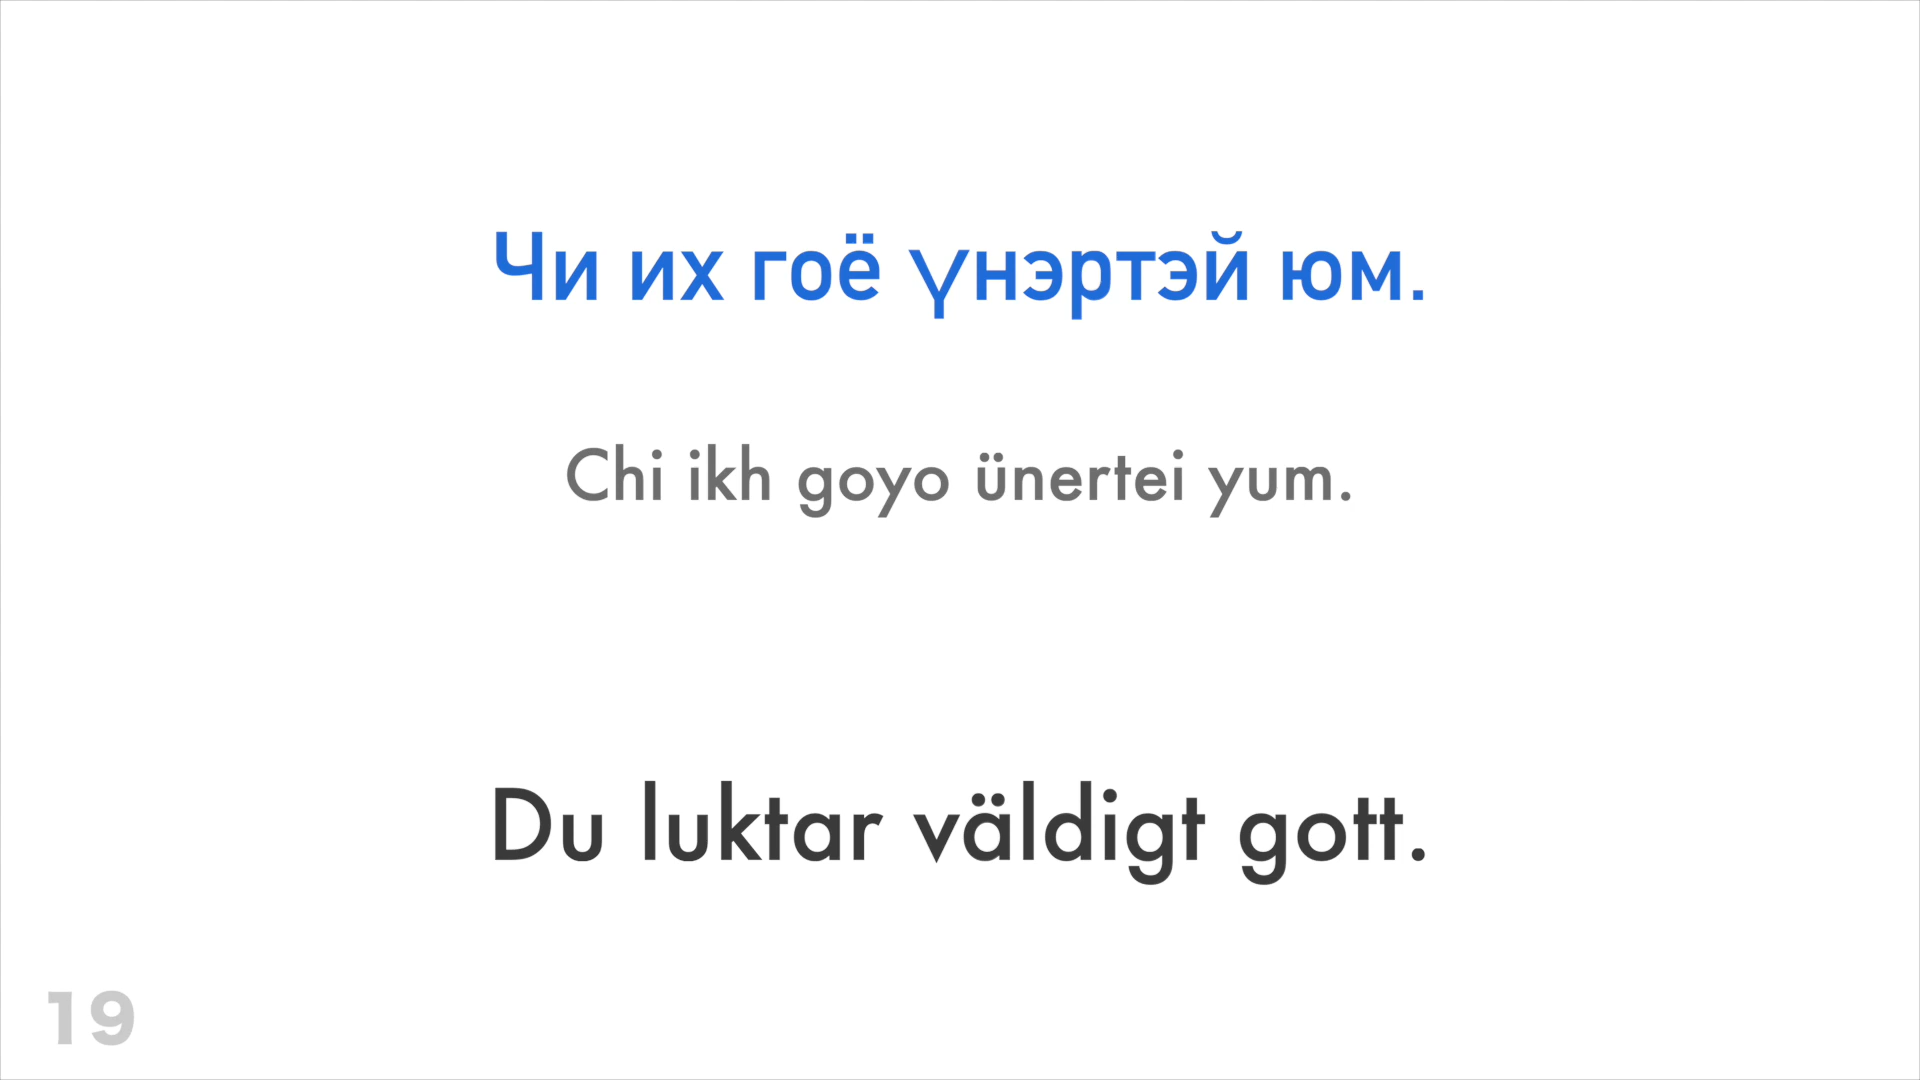 Чи их гоё үнэртэй юм.
Chi ikh goyo ünertei yum.
Du luktar väldigt gott.
19